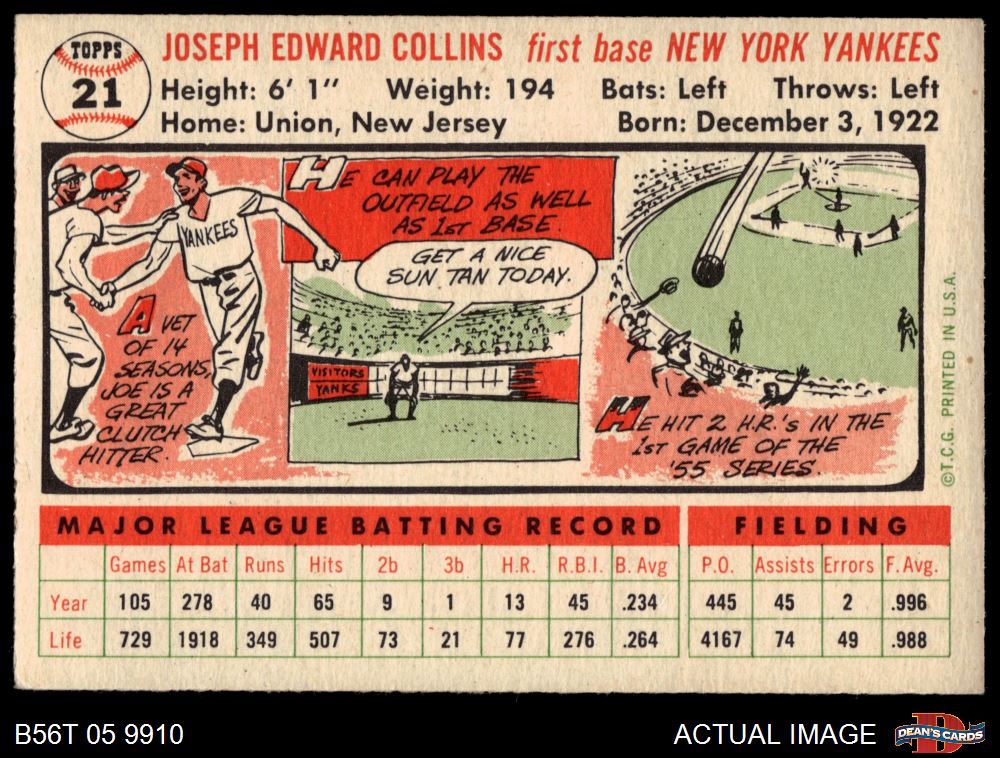 TOPPS
21
JOSEPH EDWARD COLLINS first base NEW YORK YANKEES
Height: 6' 1" Weight: 194 Bats: Left Throws: Left
Home: Union, New Jersey Born: December 3, 1922
YANKEES
A VET
OF 14
SEASONS,
JOE IS A
GREAT
CLUTCH
HITTER.
HE CAN PLAY THE
OUTFIELD AS WELL
AS 1ST BASE.
GET A NICE
SUN TAN TODAY.
VISITORS
YANKS
HE HIT 2 H.R.'s IN THE
1ST GAME OF THE
'55 SERIES.
©T.C.G. PRINTED IN U.S.A.
MAJOR LEAGUE BATTING RECORD FIELDING
Games At Bat Runs Hits 2b 3b H.R. R.B.I. B. Avg P.O. Assists Errors F. Avg.
Year 105 278 40 65 9 1 13 45 .234 445 45 2 .996
Life 729 1918 349 507 73 21 77 276 .264 4167 74 49 .988
B56T 05 9910 ACTUAL IMAGE
DEAN'S CARDS